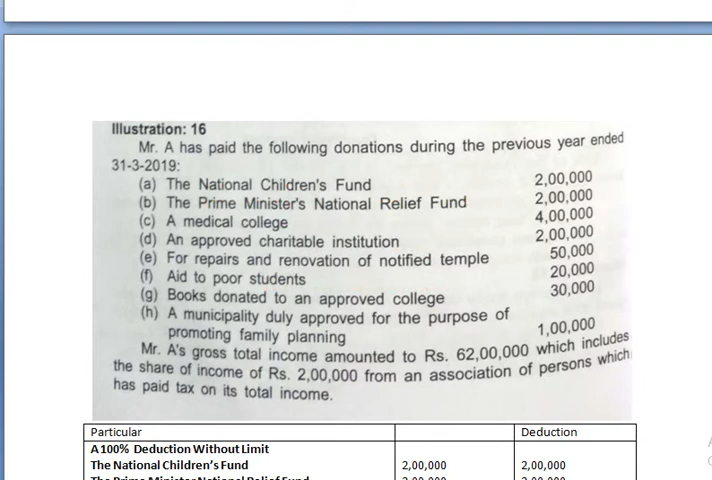 Illustration: 16
Mr. A has paid the following donations during the previous year ended
31-3-2019:
(a) The National Children's Fund 2,00,000
(b) The Prime Minister's National Relief Fund 2,00,000
(c) A medical college 4,00,000
(d) An approved charitable institution 2,00,000
(e) For repairs and renovation of notified temple 50,000
(f) Aid to poor students 20,000
(g) Books donated to an approved college 30,000
(h) A municipality duly approved for the purpose of
promoting family planning 1,00,000
Mr. A's gross total income amounted to Rs. 62,00,000 which includes
the share of income of Rs. 2,00,000 from an association of persons which
has paid tax on its total income.
Particular Deduction
A 100% Deduction Without Limit
The National Children's Fund 2,00,000 2,00,000